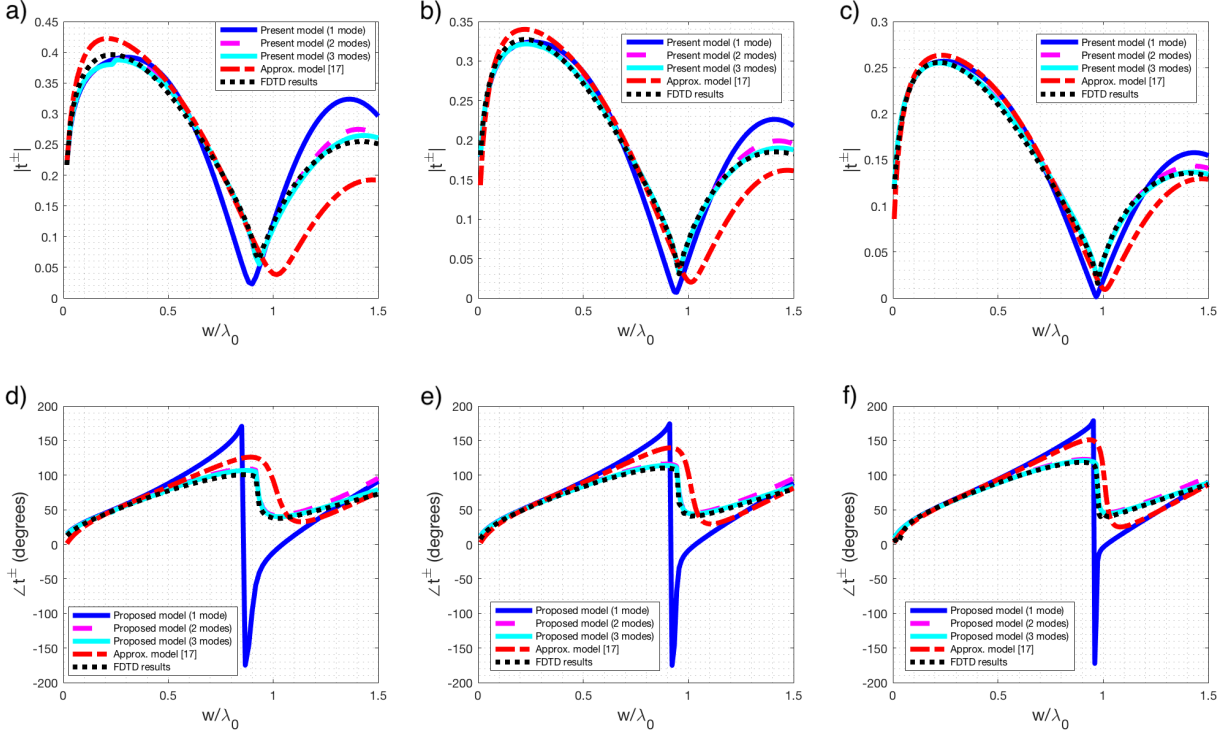 a)
0.45
0.4
0.35
0.3
0.25
0.2
0.15
0.1
0.05
0
|t±|
0 0.5 1 1.5
w/λ0
Present model (1 mode)
Present model (2 modes)
Present model (3 modes)
Approx. model [17]
FDTD results
b)
0.35
0.3
0.25
0.2
0.15
0.1
0.05
0
|t±|
0 0.5 1 1.5
w/λ0
Present model (1 mode)
Present model (2 modes)
Present model (3 modes)
Approx. model [17]
FDTD results
c)
0.3
0.25
0.2
0.15
0.1
0.05
0
|t±|
0 0.5 1 1.5
w/λ0
Present model (1 mode)
Present model (2 modes)
Present model (3 modes)
Approx. model [17]
FDTD results
d)
200
150
100
50
0
-50
-100
-150
-200
∠t± (degrees)
0 0.5 1 1.5
w/λ0
Proposed model (1 mode)
Proposed model (2 modes)
Proposed model (3 modes)
Approx. model [17]
FDTD results
e)
200
150
100
50
0
-50
-100
-150
-200
∠t± (degrees)
0 0.5 1 1.5
w/λ0
Proposed model (1 mode)
Proposed model (2 modes)
Proposed model (3 modes)
Approx. model [17]
FDTD results
f)
200
150
100
50
0
-50
-100
-150
-200
∠t± (degrees)
0 0.5 1 1.5
w/λ0
Proposed model (1 mode)
Proposed model (2 modes)
Proposed model (3 modes)
Approx. model [17]
FDTD results